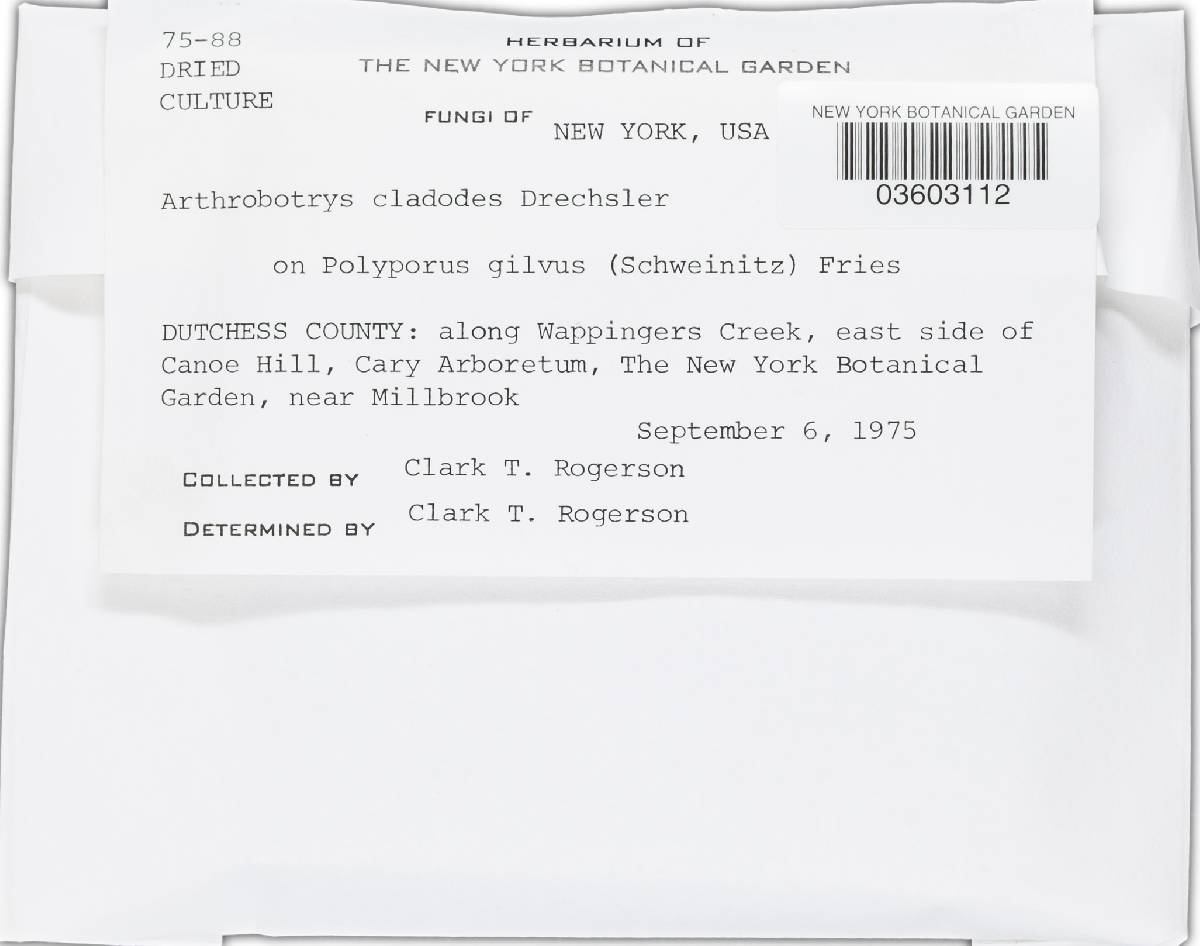 75-88
DRIED
CULTURE
HERBARIUM OF
THE NEW YORK BOTANICAL GARDEN
FUNGI OF NEW YORK, USA
NEW YORK BOTANICAL GARDEN
03603112
Arthrobotrys cladodes Drechsler
on Polyporus gilvus (Schweinitz) Fries
DUTCHESS COUNTY: along Wappingers Creek, east side of
Canoe Hill, Cary Arboretum, The New York Botanical
Garden, near Millbrook
September 6, 1975
COLLECTED BY Clark T. Rogerson
DETERMINED BY Clark T. Rogerson